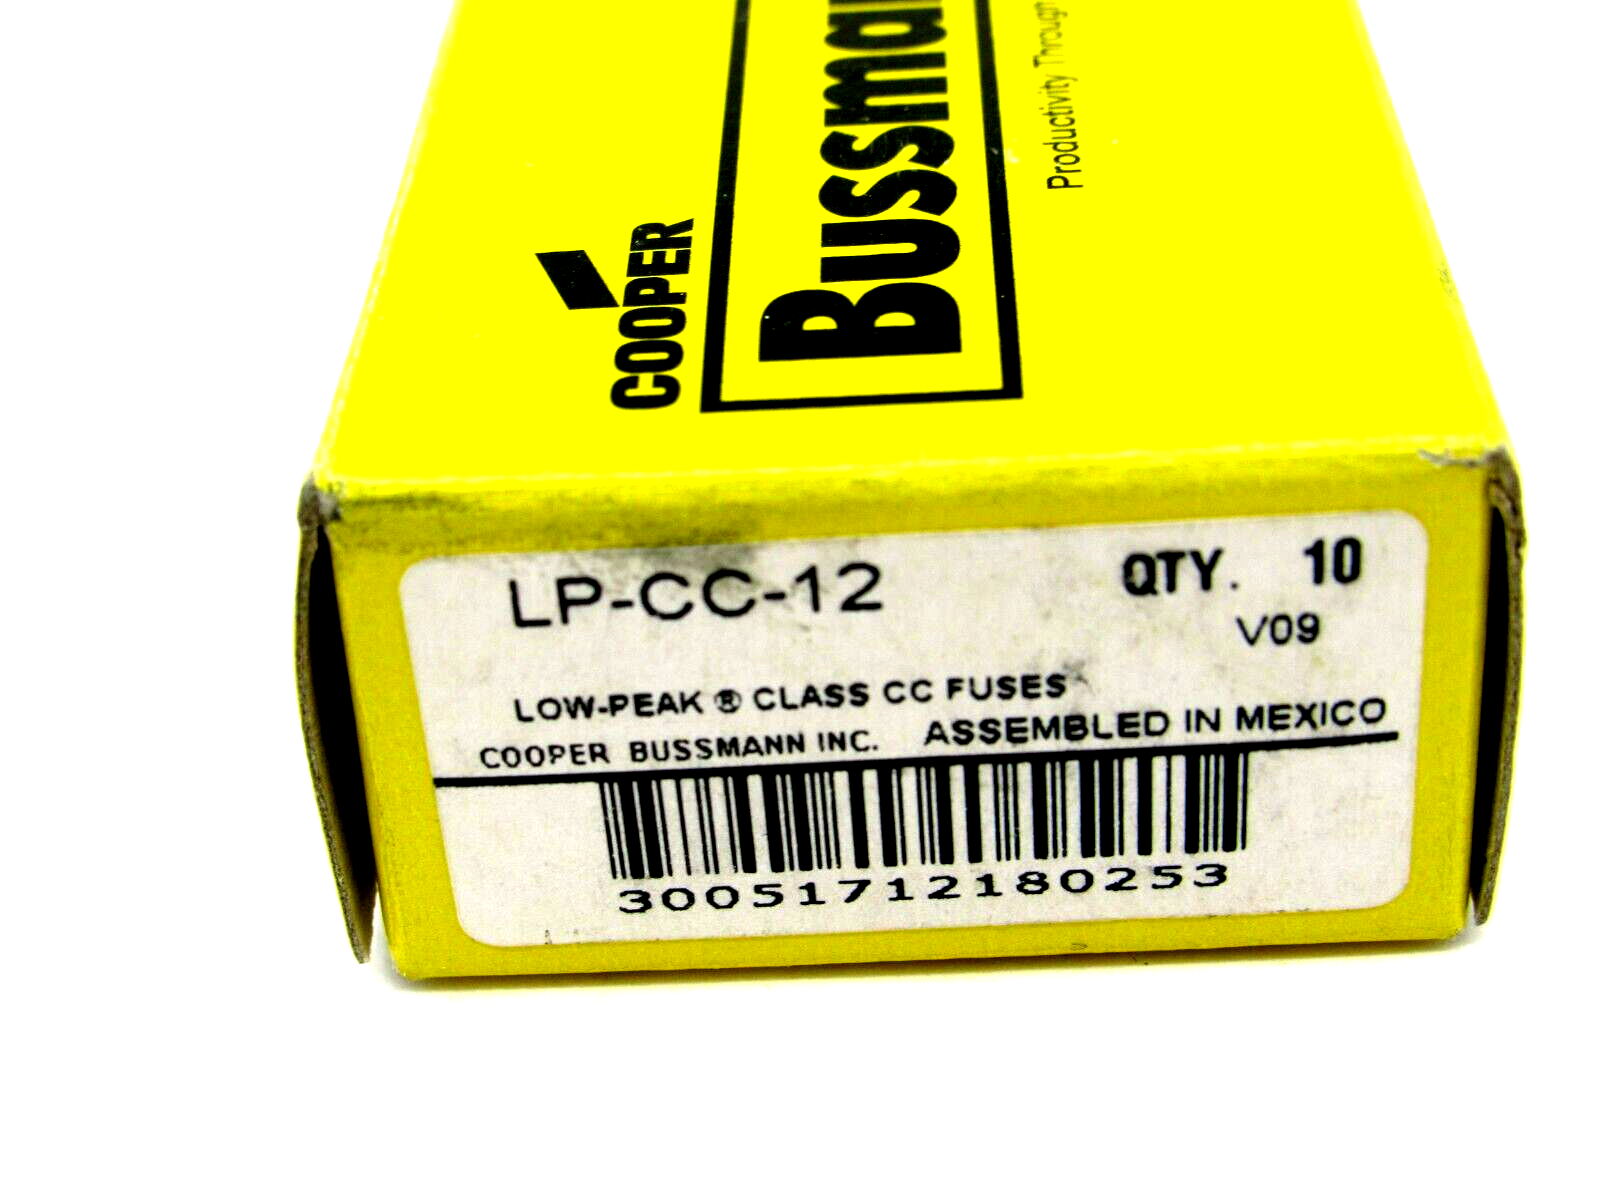 COOPER
Productivity Through
LP-CC-12
QTY. 10
V09
LOW-PEAK ® CLASS CC FUSES
COOPER BUSSMANN INC. ASSEMBLED IN MEXICO
30051712180253